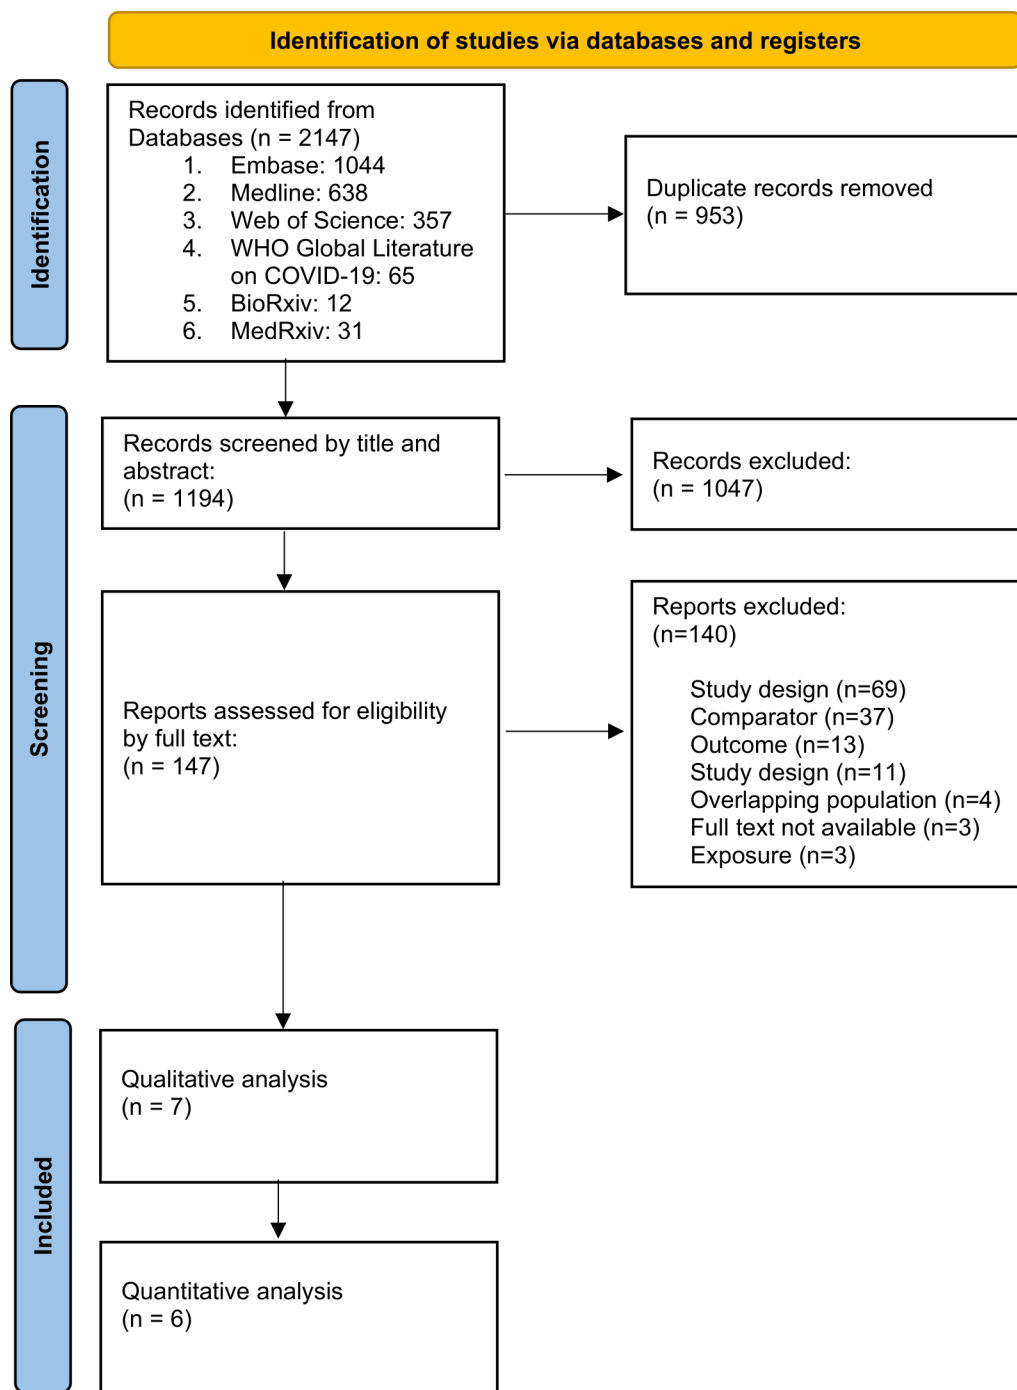 Identification of studies via databases and registers
Identification
Records identified from
Databases (n = 2147)
1. Embase: 1044
2. Medline: 638
3. Web of Science: 357
4. WHO Global Literature
on COVID-19: 65
5. BioRxiv: 12
6. MedRxiv: 31
Duplicate records removed
(n = 953)
Screening
Records screened by title and
abstract:
(n = 1194)
Records excluded:
(n = 1047)
Reports assessed for eligibility
by full text:
(n = 147)
Reports excluded:
(n=140)
Study design (n=69)
Comparator (n=37)
Outcome (n=13)
Study design (n=11)
Overlapping population (n=4)
Full text not available (n=3)
Exposure (n=3)
Included
Qualitative analysis
(n = 7)
Quantitative analysis
(n = 6)